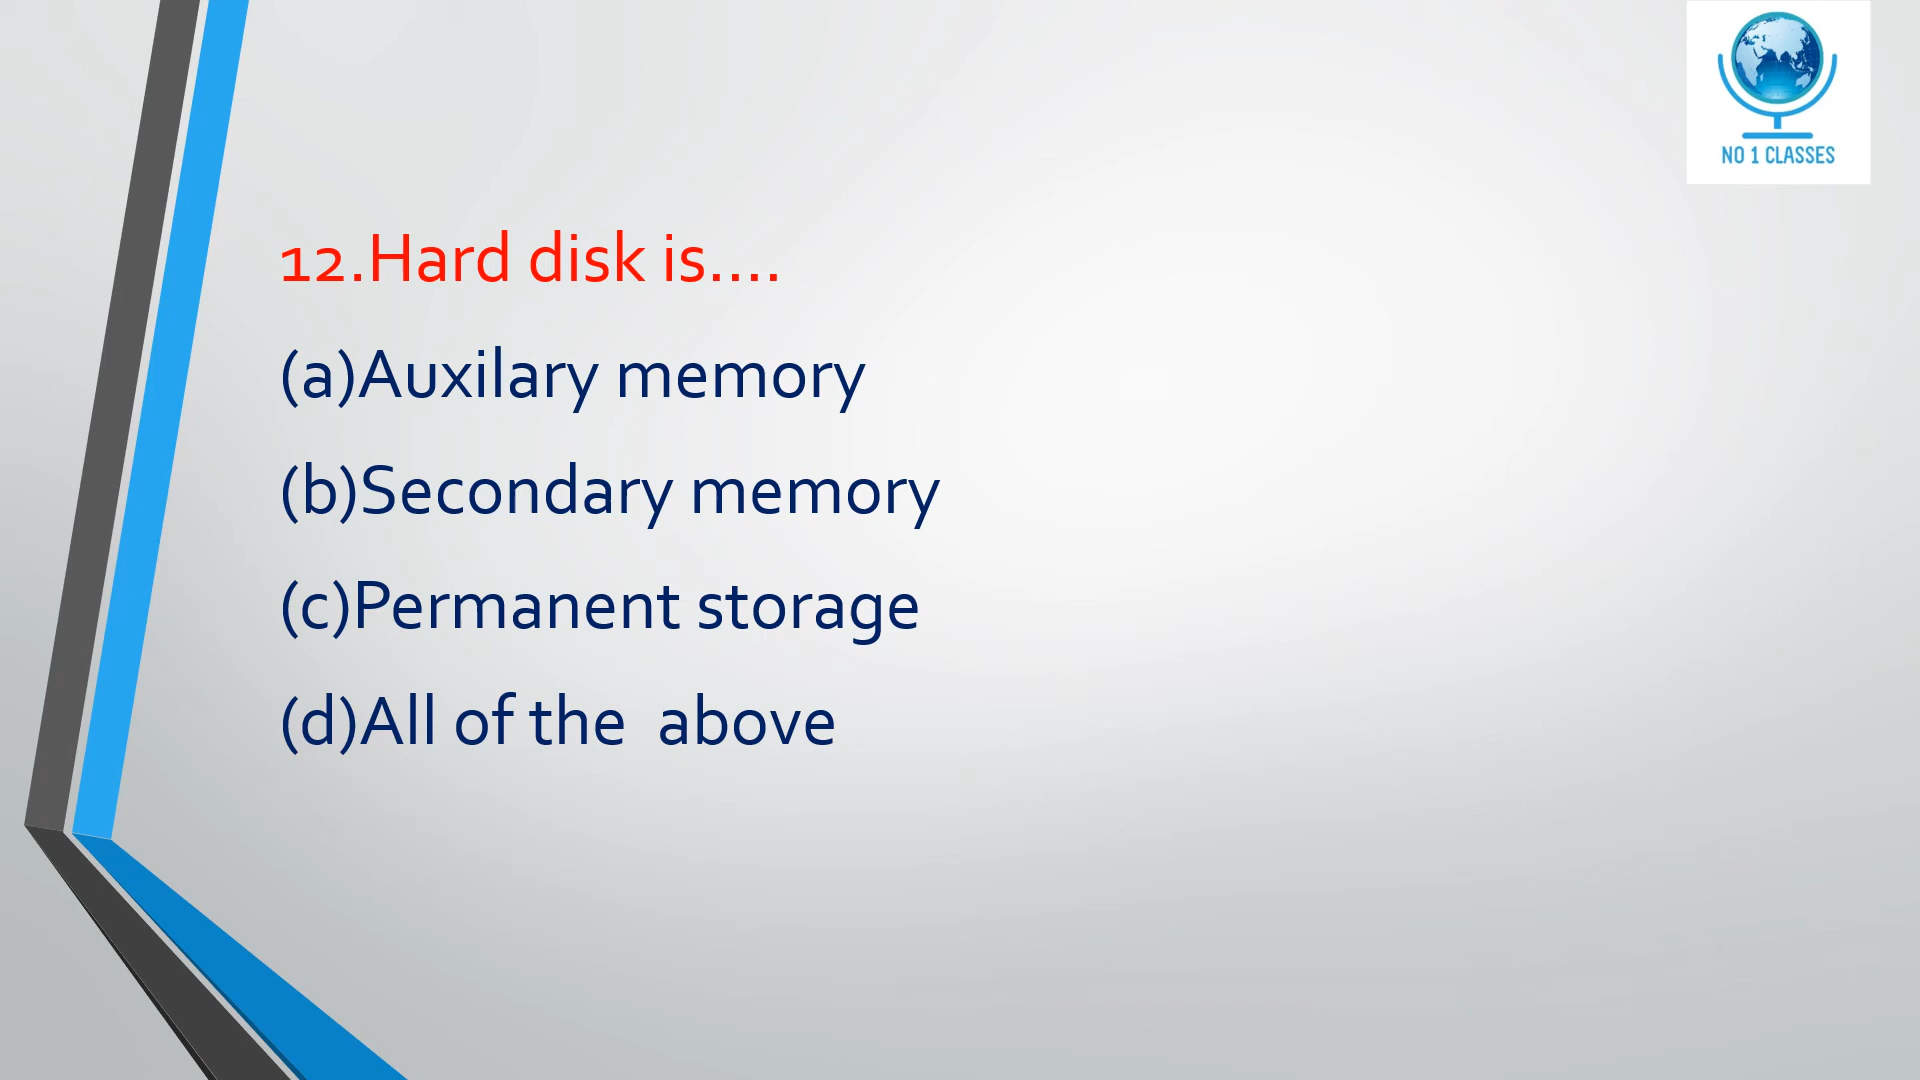 NO 1 CLASSES
12.Hard disk is....
(a)Auxilary memory
(b)Secondary memory
(c)Permanent storage
(d)All of the  above